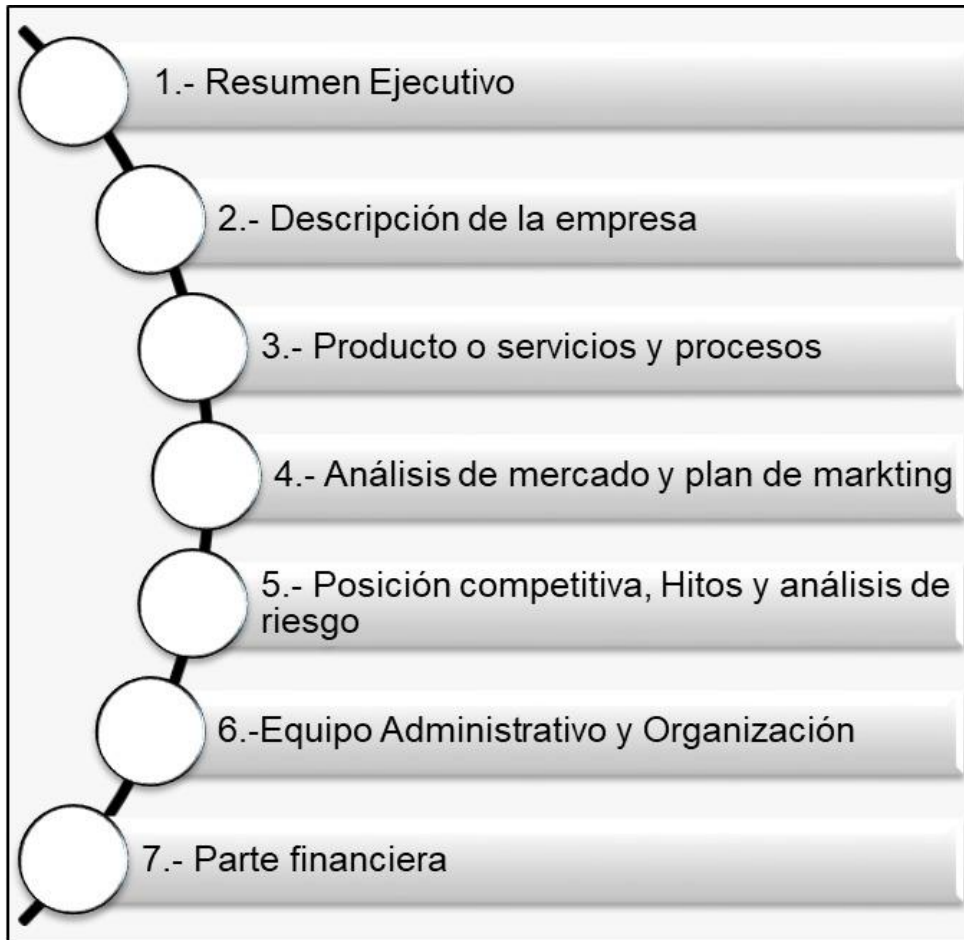 1.- Resumen Ejecutivo
2.- Descripción de la empresa
3.- Producto o servicios y procesos
4.- Análisis de mercado y plan de markting
5.- Posición competitiva, Hitos y análisis de
riesgo
6.-Equipo Administrativo y Organización
7.- Parte financiera